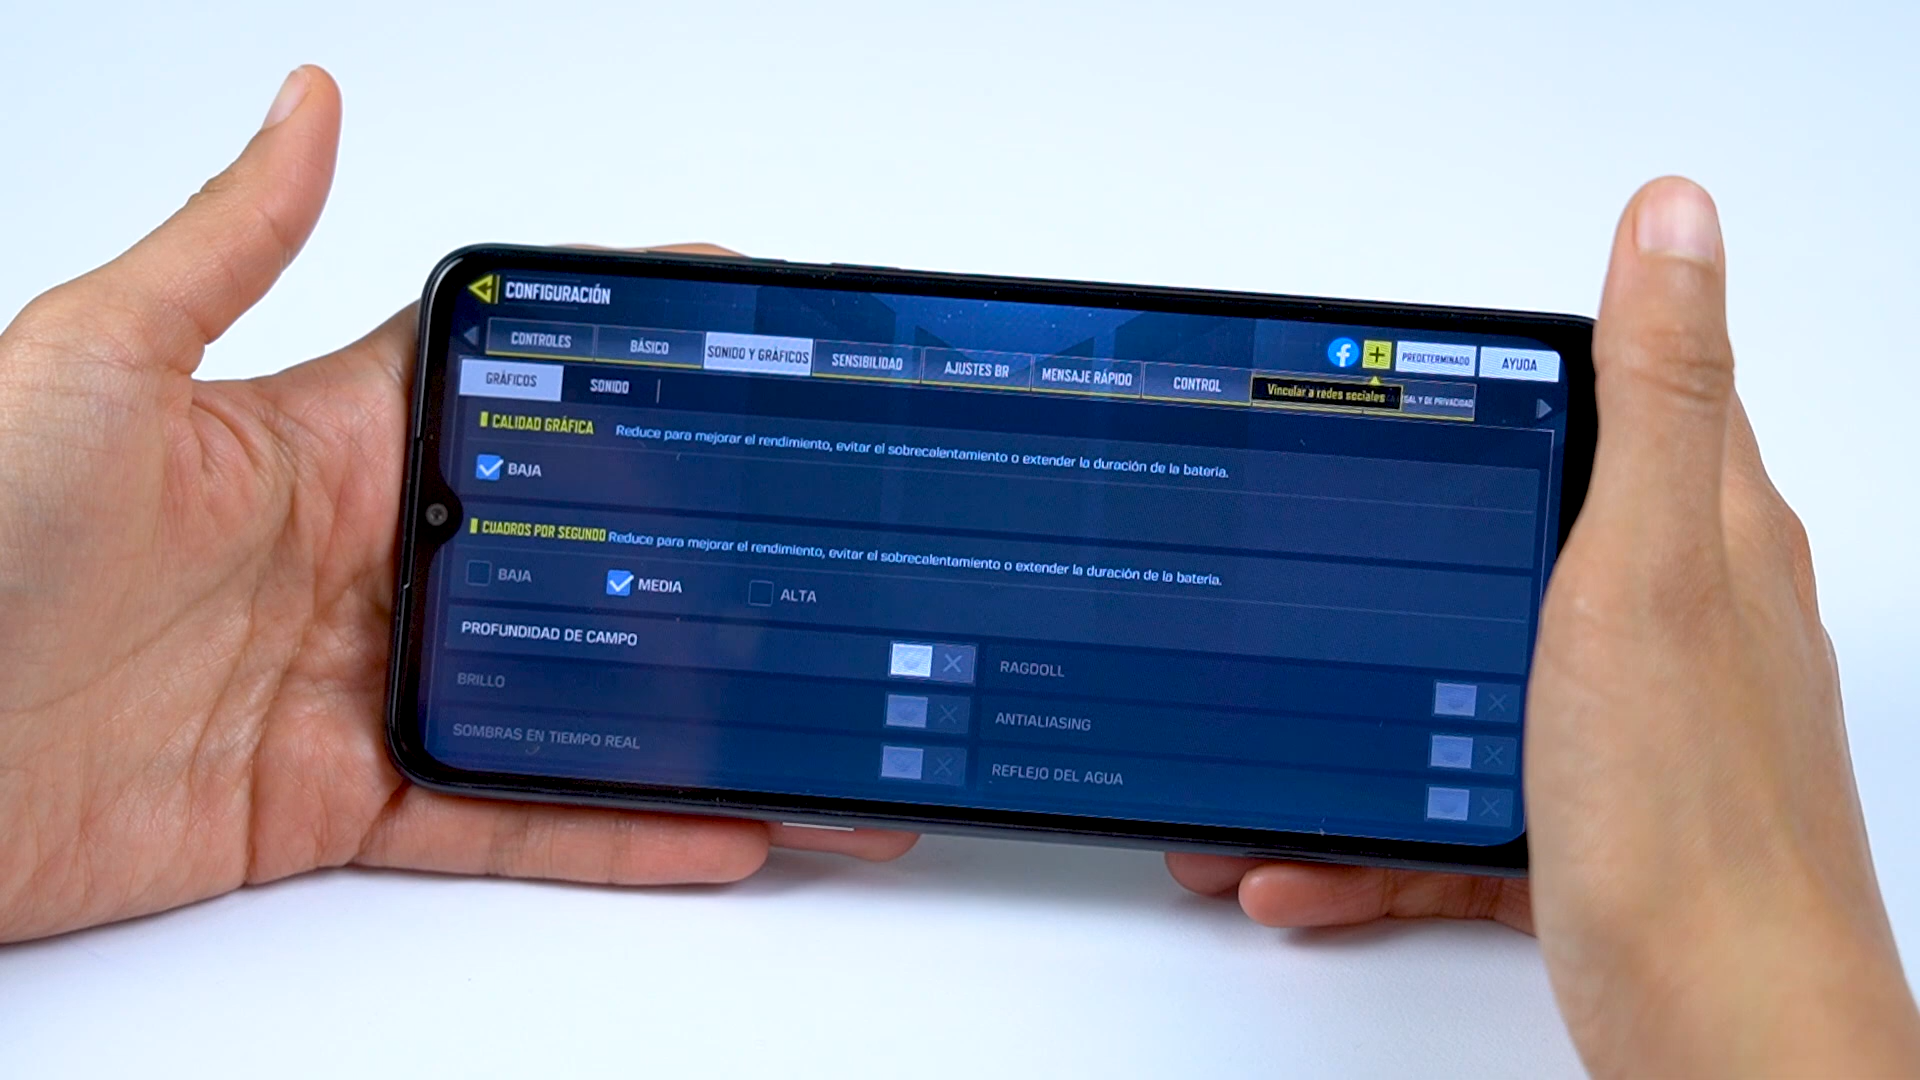 CONFIGURACIÓN
CONTROLES BÁSICO SONIDO Y GRÁFICOS SENSIBILIDAD AJUSTES BR MENSAJE RÁPIDO CONTROL
PREDETERMINADO AYUDA
Vincular a redes sociales
Y DE PRIVACIDAD
GRÁFICOS SONIDO
CALIDAD GRÁFICA Reduce para mejorar el rendimiento, evitar el sobrecalentamiento o extender la duración de la batería.
BAJA
CUADROS POR SEGUNDO Reduce para mejorar el rendimiento, evitar el sobrecalentamiento o extender la duración de la batería.
BAJA MEDIA ALTA
PROFUNDIDAD DE CAMPO
RAGDOLL
BRILLO
ANTIALIASING
SOMBRAS EN TIEMPO REAL
REFLEJO DEL AGUA